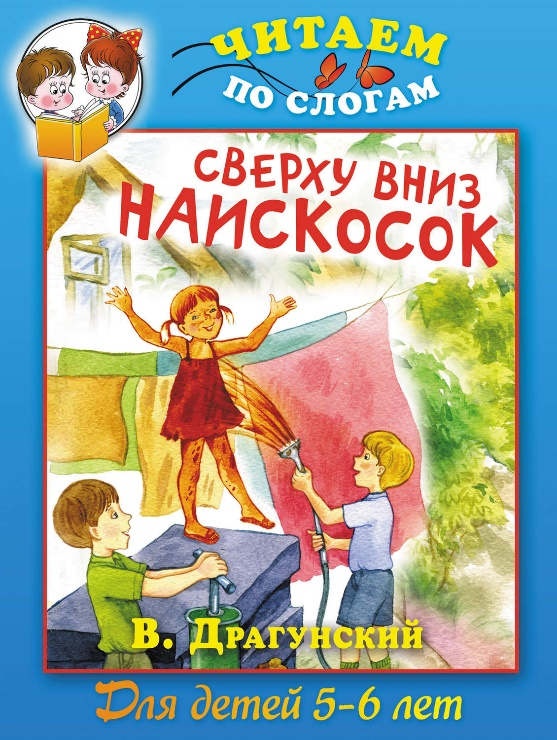 ЧИТАЕМ
ПО СЛОГАМ
СВЕРХУ ВНИЗ
НАИСКОСОК
В. ДРАГУНСКИЙ
Для детей 5-6 лет